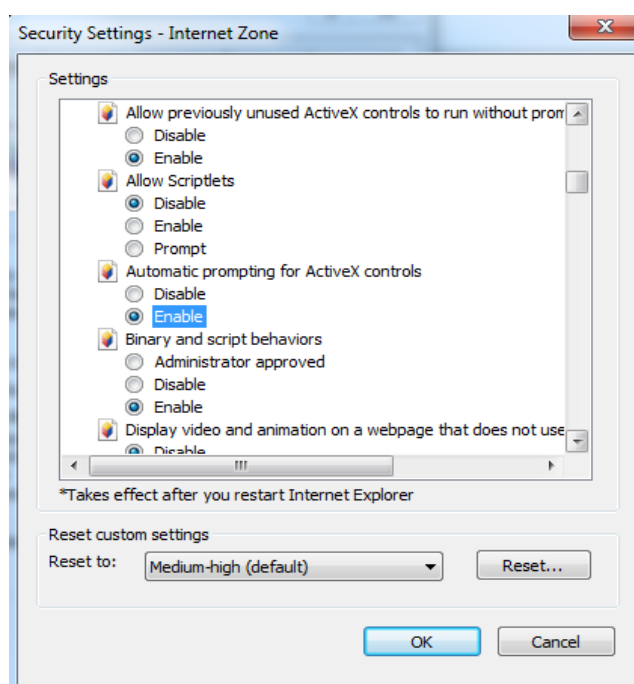 Security Settings - Internet Zone
Settings
Allow previously unused ActiveX controls to run without prom
Disable
Enable
Allow Scriptlets
Disable
Enable
Prompt
Automatic prompting for ActiveX controls
Disable
Enable
Binary and script behaviors
Administrator approved
Disable
Enable
Display video and animation on a webpage that does not use
Disable
*Takes effect after you restart Internet Explorer
Reset custom settings
Reset to: Medium-high (default) Reset...
OK Cancel